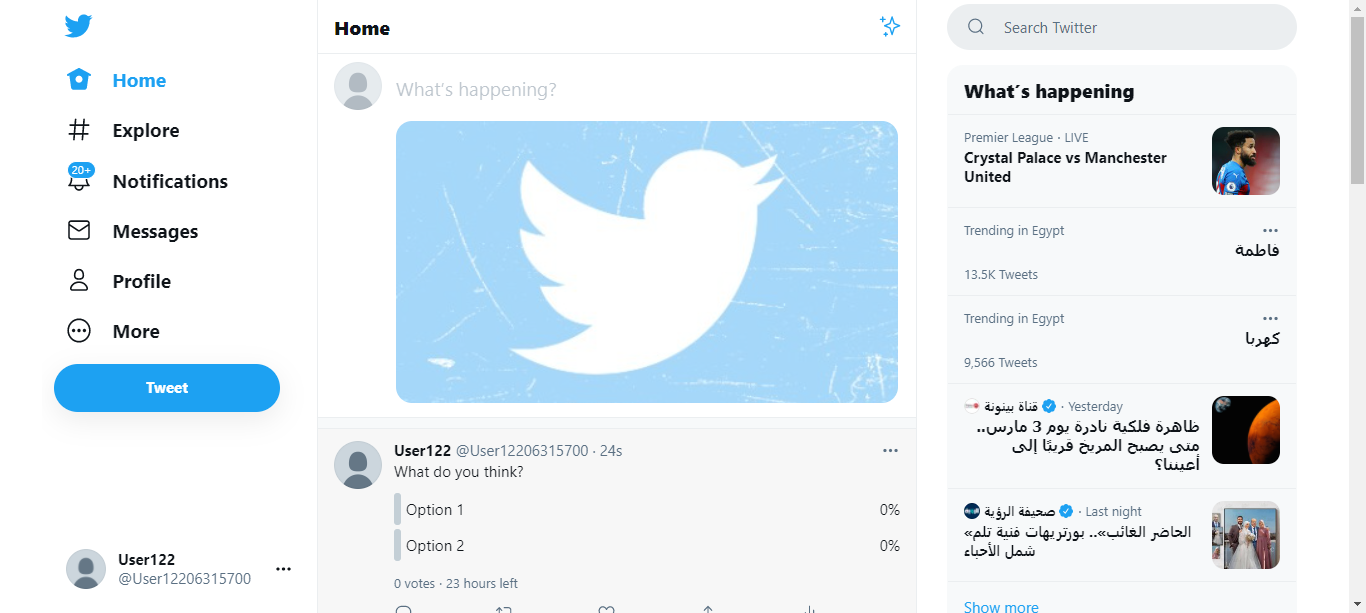 Home
Explore
20+
Notifications
Messages
Profile
More
Tweet
User122
@User12206315700
Home
What's happening?
User122 @User12206315700 · 24s
What do you think?
Option 1 0%
Option 2 0%
0 votes · 23 hours left
Search Twitter
What's happening
Premier League · LIVE
Crystal Palace vs Manchester
United
Trending in Egypt
فاطمة
13.5K Tweets
Trending in Egypt
كهربا
9,566 Tweets
قناة بينونة · Yesterday
ظاهرة فلكية نادرة يوم 3 مارس..
متى يصبح المريخ قريبًا إلى
أعيننا؟
صحيفة الرؤية · Last night
الحاضر الغائب».. بورتريهات فنية تلم»
شمل الأحباء
Show more